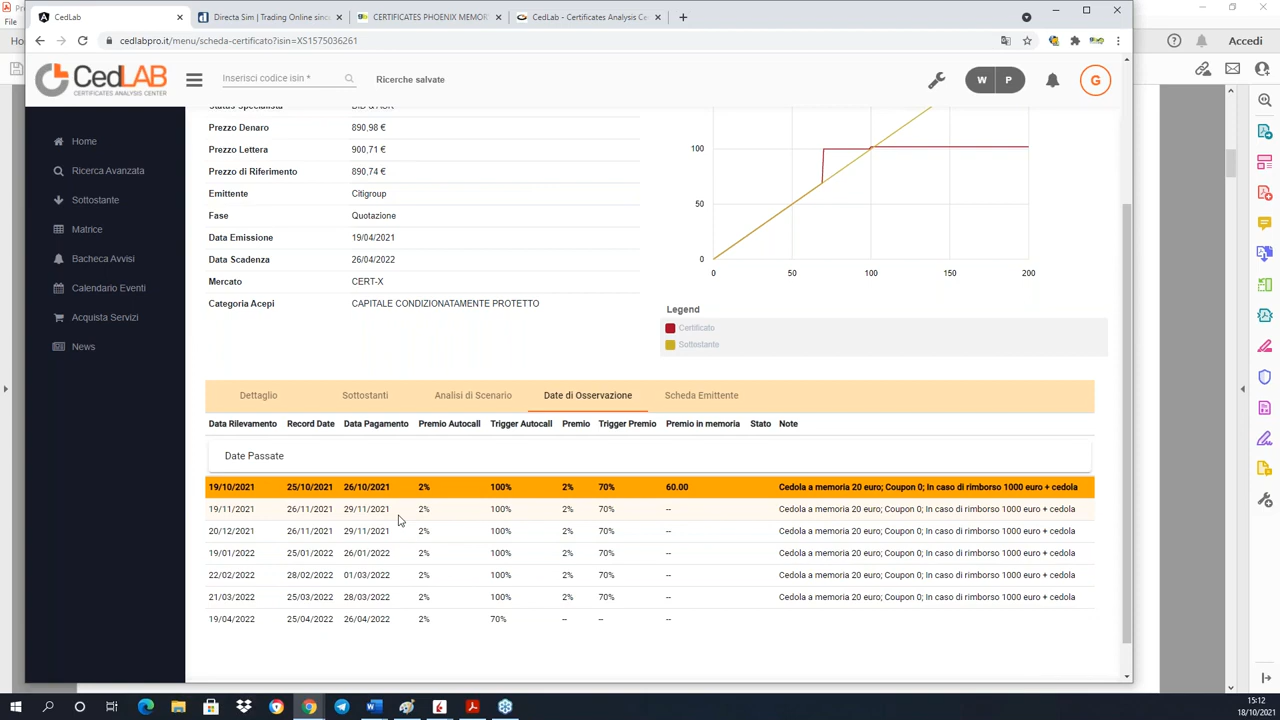 CedLab
Directa Sim | Trading Online sinc
CERTIFICATES PHOENIX MEMOR
CedLab - Certificates Analysis Ce
cedlabpro.it/menu/scheda-certificato?isin=XS1575036261
File
Accedi
CedLAB
CERTIFICATES ANALYSIS CENTER
Inserisci codice isin *
Ricerche salvate
W P
G
Home
Ricerca Avanzata
Sottostante
Matrice
Bacheca Avvisi
Calendario Eventi
Acquista Servizi
News
Status Specialista BID & ASK
Prezzo Denaro 890,98 €
Prezzo Lettera 900,71 €
Prezzo di Riferimento 890,74 €
Emittente Citigroup
Fase Quotazione
Data Emissione 19/04/2021
Data Scadenza 26/04/2022
Mercato CERT-X
Categoria Acepi CAPITALE CONDIZIONATAMENTE PROTETTO
100
50
0
0 50 100 150 200
Legend
Certificato
Sottostante
Dettaglio Sottostanti Analisi di Scenario Date di Osservazione Scheda Emittente
Data Rilevamento Record Date Data Pagamento Premio Autocall Trigger Autocall Premio Trigger Premio Premio in memoria Stato Note
Date Passate
19/10/2021 25/10/2021 26/10/2021 2% 100% 2% 70% 60.00 Cedola a memoria 20 euro; Coupon 0; In caso di rimborso 1000 euro + cedola
19/11/2021 26/11/2021 29/11/2021 2% 100% 2% 70% -- Cedola a memoria 20 euro; Coupon 0; In caso di rimborso 1000 euro + cedola
20/12/2021 26/11/2021 29/11/2021 2% 100% 2% 70% -- Cedola a memoria 20 euro; Coupon 0; In caso di rimborso 1000 euro + cedola
19/01/2022 25/01/2022 26/01/2022 2% 100% 2% 70% -- Cedola a memoria 20 euro; Coupon 0; In caso di rimborso 1000 euro + cedola
22/02/2022 28/02/2022 01/03/2022 2% 100% 2% 70% -- Cedola a memoria 20 euro; Coupon 0; In caso di rimborso 1000 euro + cedola
21/03/2022 25/03/2022 28/03/2022 2% 100% 2% 70% -- Cedola a memoria 20 euro; Coupon 0; In caso di rimborso 1000 euro + cedola
19/04/2022 25/04/2022 26/04/2022 2% 70% -- -- --
15:12
18/10/2021